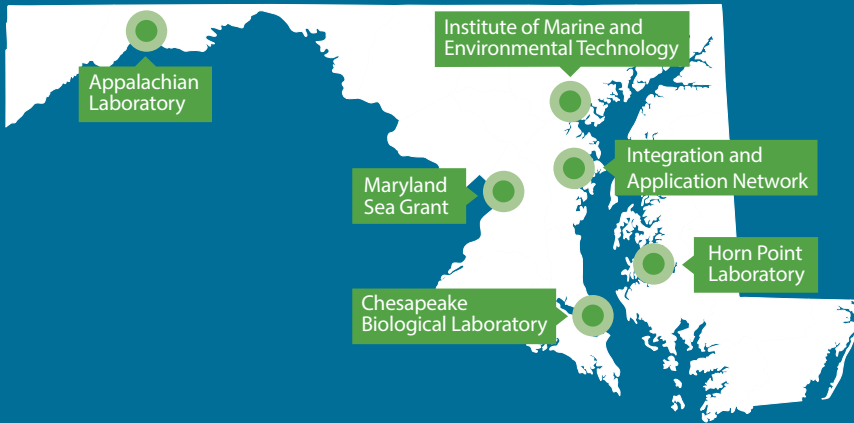 Institute of Marine and
Environmental Technology
Appalachian
Laboratory
Integration and
Application Network
Maryland
Sea Grant
Horn Point
Laboratory
Chesapeake
Biological Laboratory